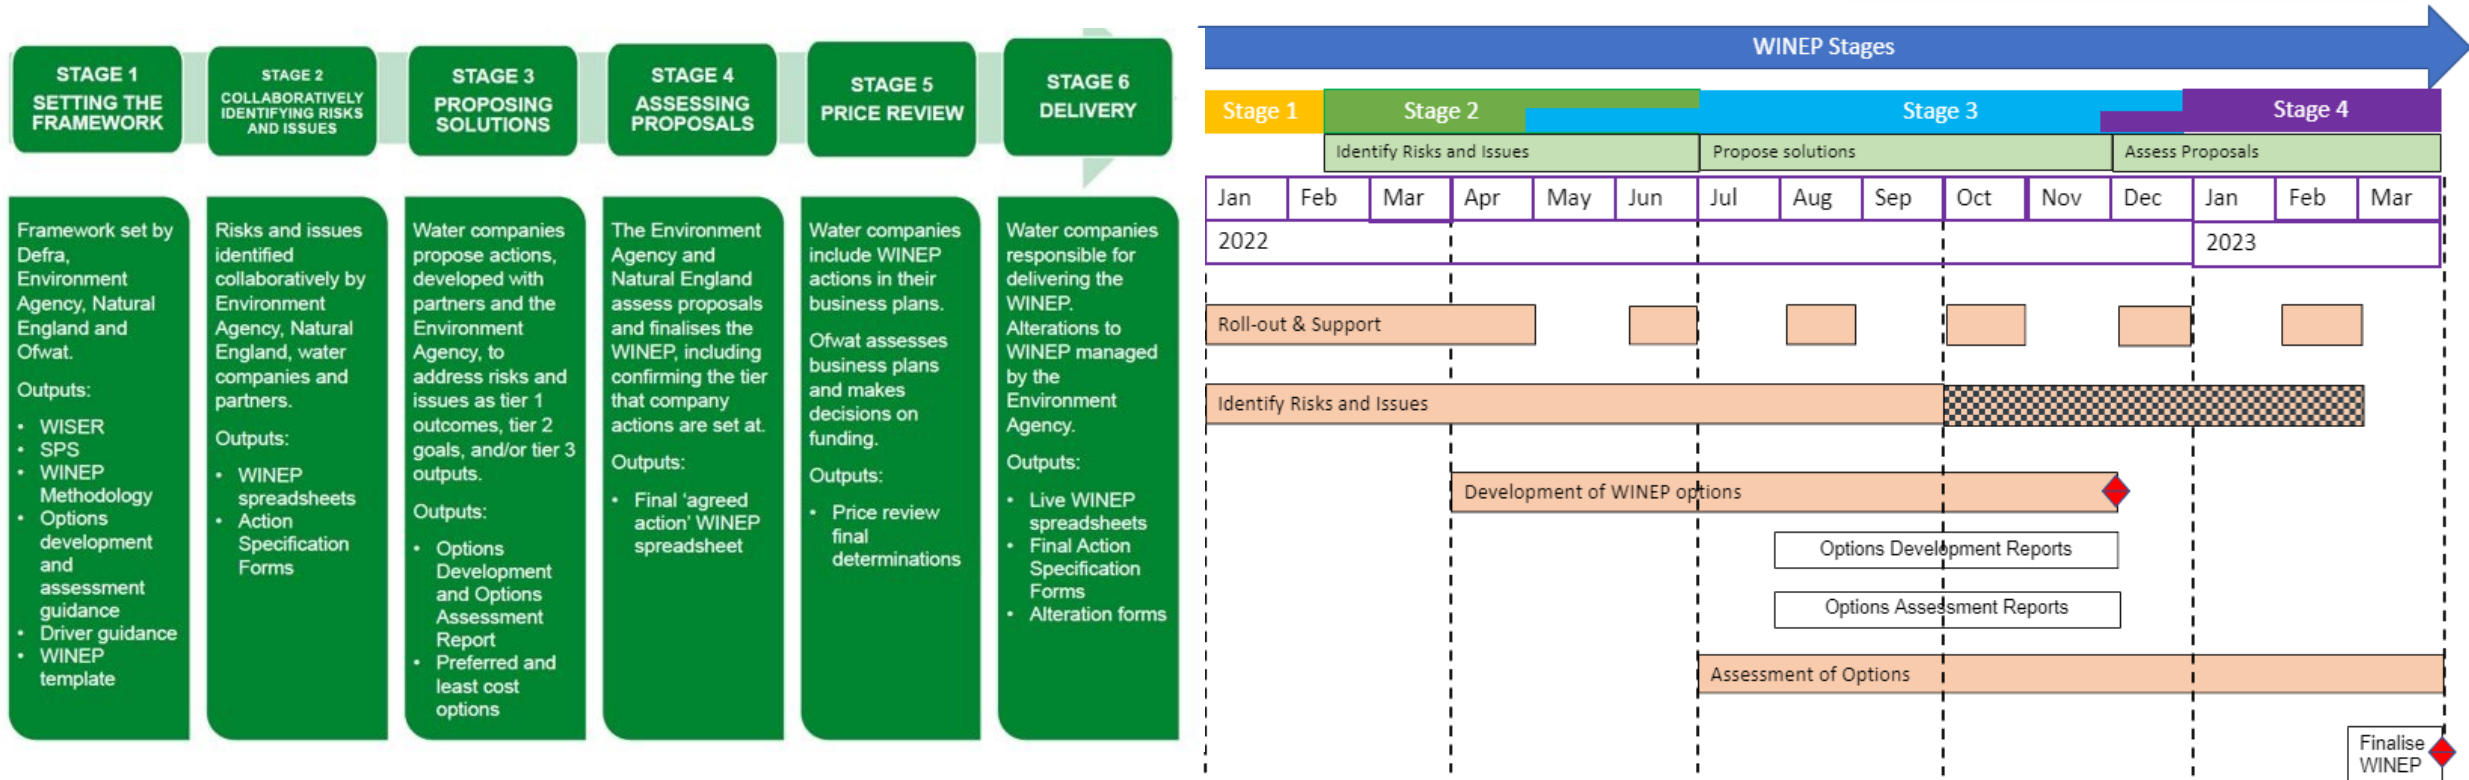 STAGE 1
SETTING THE
FRAMEWORK
STAGE 2
COLLABORATIVELY
IDENTIFYING RISKS
AND ISSUES
STAGE 3
PROPOSING
SOLUTIONS
STAGE 4
ASSESSING
PROPOSALS
STAGE 5
PRICE REVIEW
STAGE 6
DELIVERY
Framework set by
Defra,
Environment
Agency, Natural
England and
Ofwat.
Outputs:
• WISER
• SPS
• WINEP
Methodology
• Options
development
and
assessment
guidance
• Driver guidance
• WINEP
template
Risks and issues
identified
collaboratively by
Environment
Agency, Natural
England, water
companies and
partners.
Outputs:
• WINEP
spreadsheets
• Action
Specification
Forms
Water companies
propose actions,
developed with
partners and the
Environment
Agency, to
address risks and
issues as tier 1
outcomes, tier 2
goals, and/or tier 3
outputs.
Outputs:
• Options
Development
and Options
Assessment
Report
• Preferred and
least cost
options
The Environment
Agency and
Natural England
assess proposals
and finalises the
WINEP, including
confirming the tier
that company
actions are set at.
Outputs:
• Final ‘agreed
action’ WINEP
spreadsheet
Water companies
include WINEP
actions in their
business plans.
Ofwat assesses
business plans
and makes
decisions on
funding.
Outputs:
• Price review
final
determinations
Water companies
responsible for
delivering the
WINEP.
Alterations to
WINEP managed
by the
Environment
Agency.
Outputs:
• Live WINEP
spreadsheets
• Final Action
Specification
Forms
• Alteration forms
WINEP Stages
Stage 1 Stage 2 Stage 3 Stage 4
Identify Risks and Issues Propose solutions Assess Proposals
Jan Feb Mar Apr May Jun Jul Aug Sep Oct Nov Dec Jan Feb Mar
2022 2023
Roll-out & Support
Identify Risks and Issues
Development of WINEP options
Options Development Reports
Options Assessment Reports
Assessment of Options
Finalise
WINEP